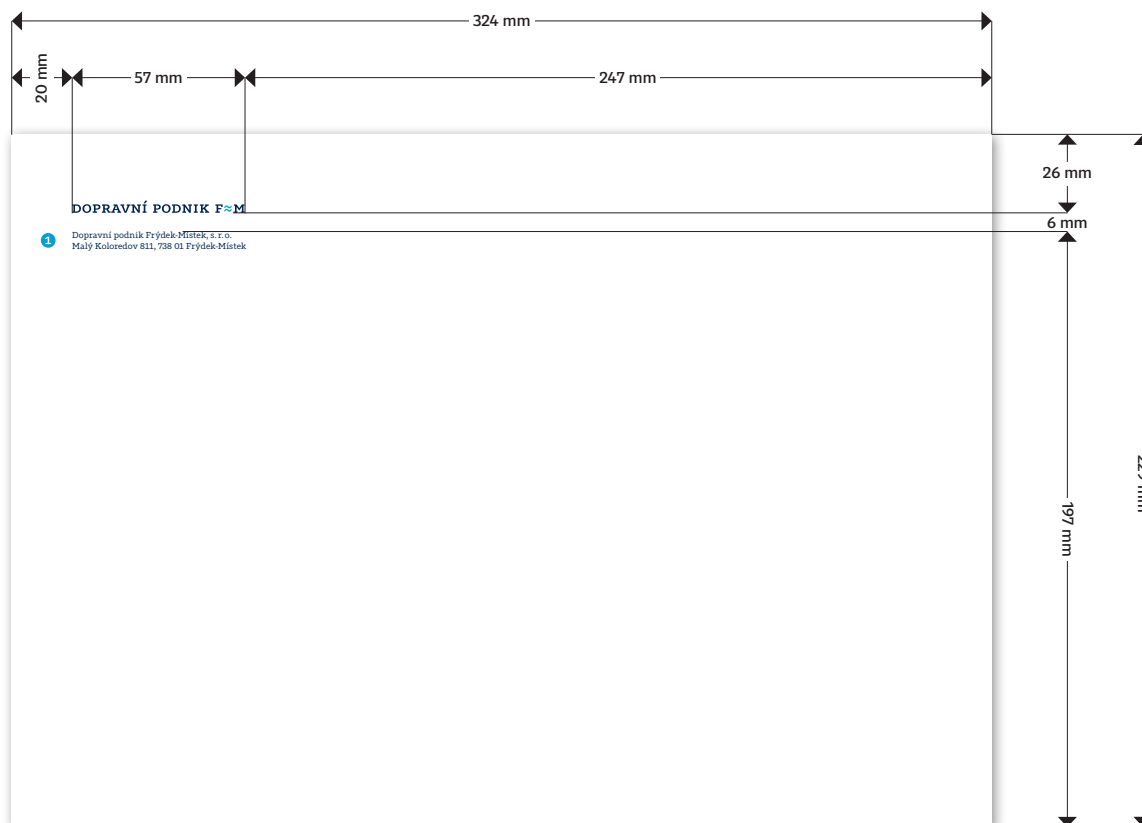 324 mm
20 mm
57 mm
247 mm
26 mm
DOPRAVNÍ PODNIK F≈M
6 mm
1
Dopravní podnik Frýdek-Místek, s. r. o.
Malý Koloredov 811, 738 01 Frýdek-Místek
197 mm